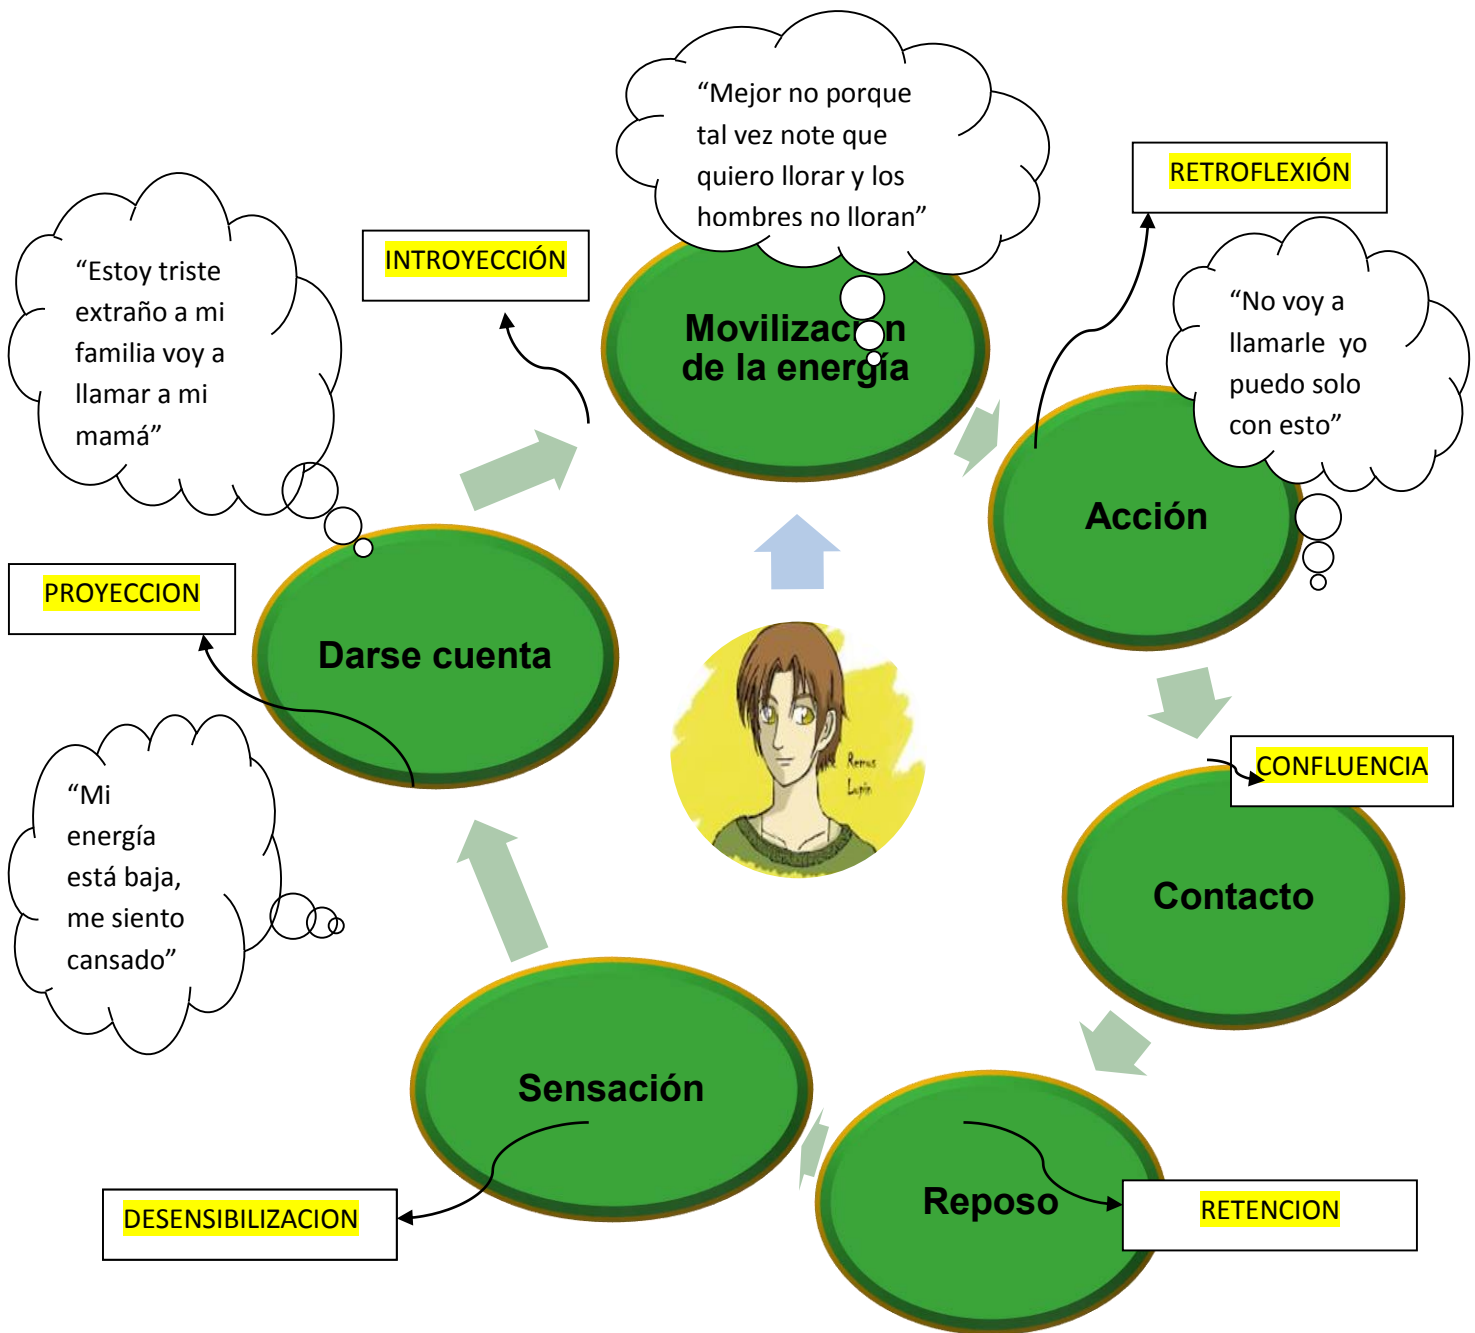 “Mejor no porque
tal vez note que
quiero llorar y los
hombres no lloran”
RETROFLEXIÓN
“Estoy triste
extraño a mi
familia voy a
llamar a mi
mamá”
INTROYECCIÓN
Movilización
de la energía
“No voy a
llamarle yo
puedo solo
con esto”
Acción
PROYECCION
Darse cuenta
Remus
Lupin
CONFLUENCIA
“Mi
energía
está baja,
me siento
cansado”
Contacto
Sensación
DESENSIBILIZACION
Reposo
RETENCION